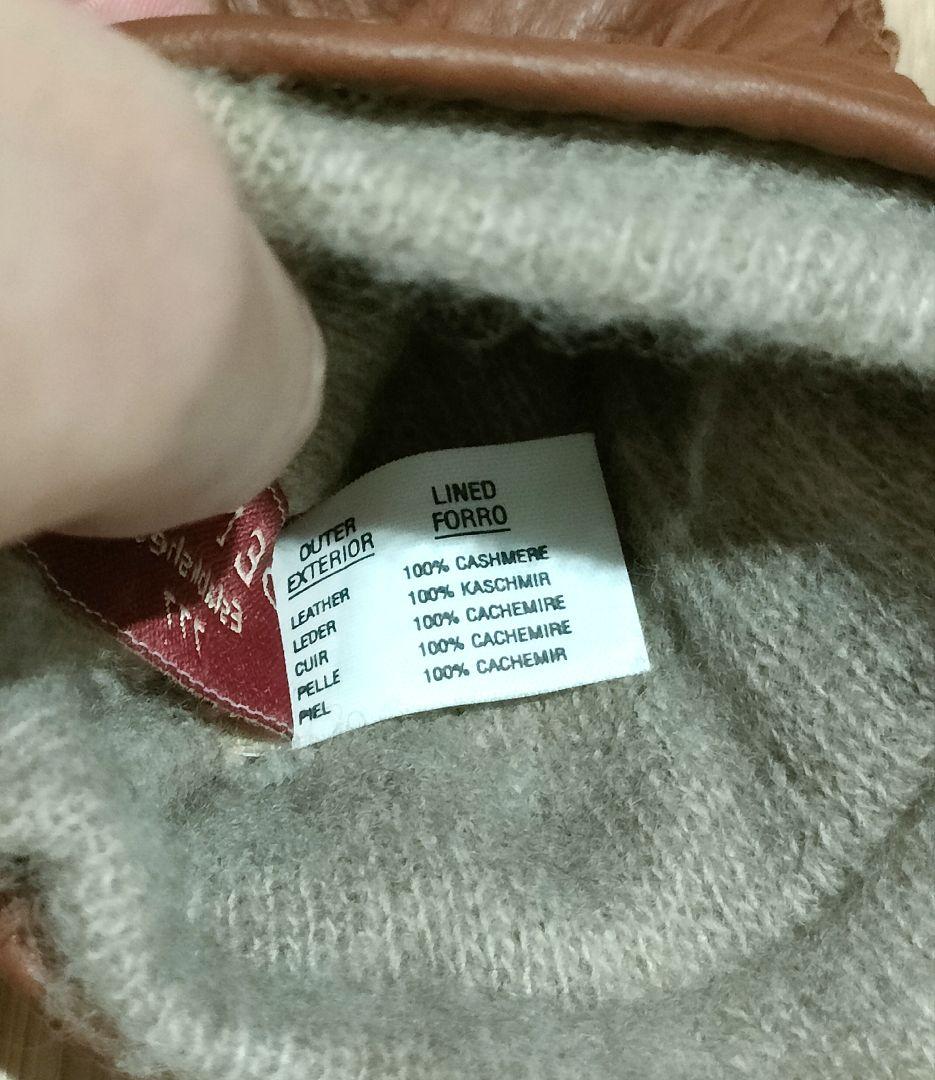 OUTER
EXTERIOR
LEATHER
LEDER
CUIR
PELLE
PIEL
LINED
FORRO
100% CASHMERE
100% KASCHMIR
100% CACHEMIRE
100% CACHEMIRE
100% CACHEMIR